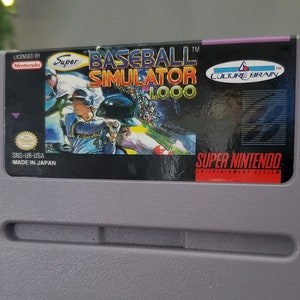 LICENSED BY
Nintendo
Super
BASEBALL™
SIMULATOR
1.000
CULTURE BRAIN
SNS-UB-USA
MADE IN JAPAN
SUPER NINTENDO
ENTERTAINMENT SYSTEM